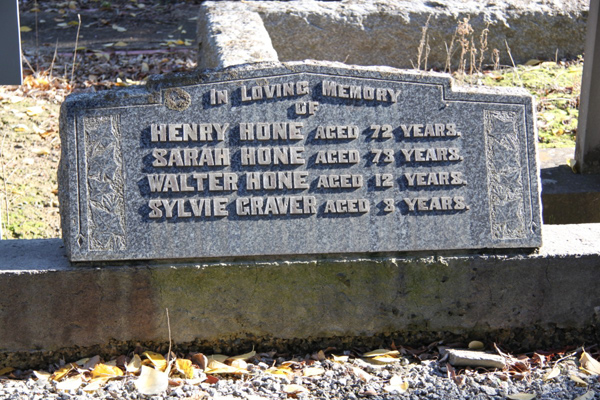 IN LOVING MEMORY
OF
HENRY HONE AGED 72 YEARS.
SARAH HONE AGED 73 YEARS.
WALTER HONE AGED 12 YEARS.
SYLVIE GRAVER AGED 3 YEARS.